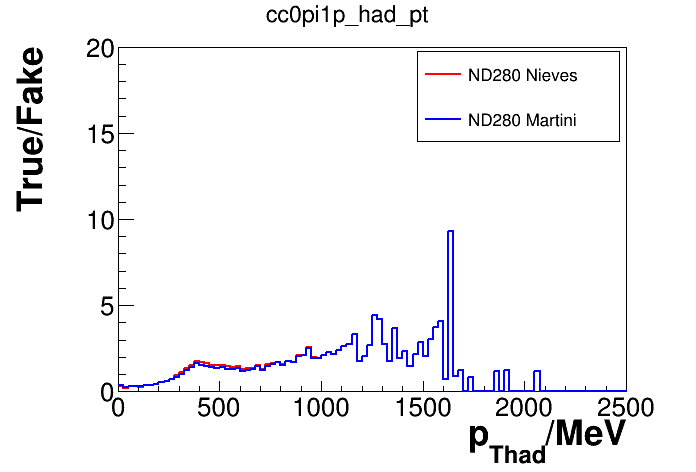 cc0pi1p_had_pt
True/Fake
20
15
10
5
0
ND280 Nieves
ND280 Martini
0 500 1000 1500 2000 2500
pThad/MeV